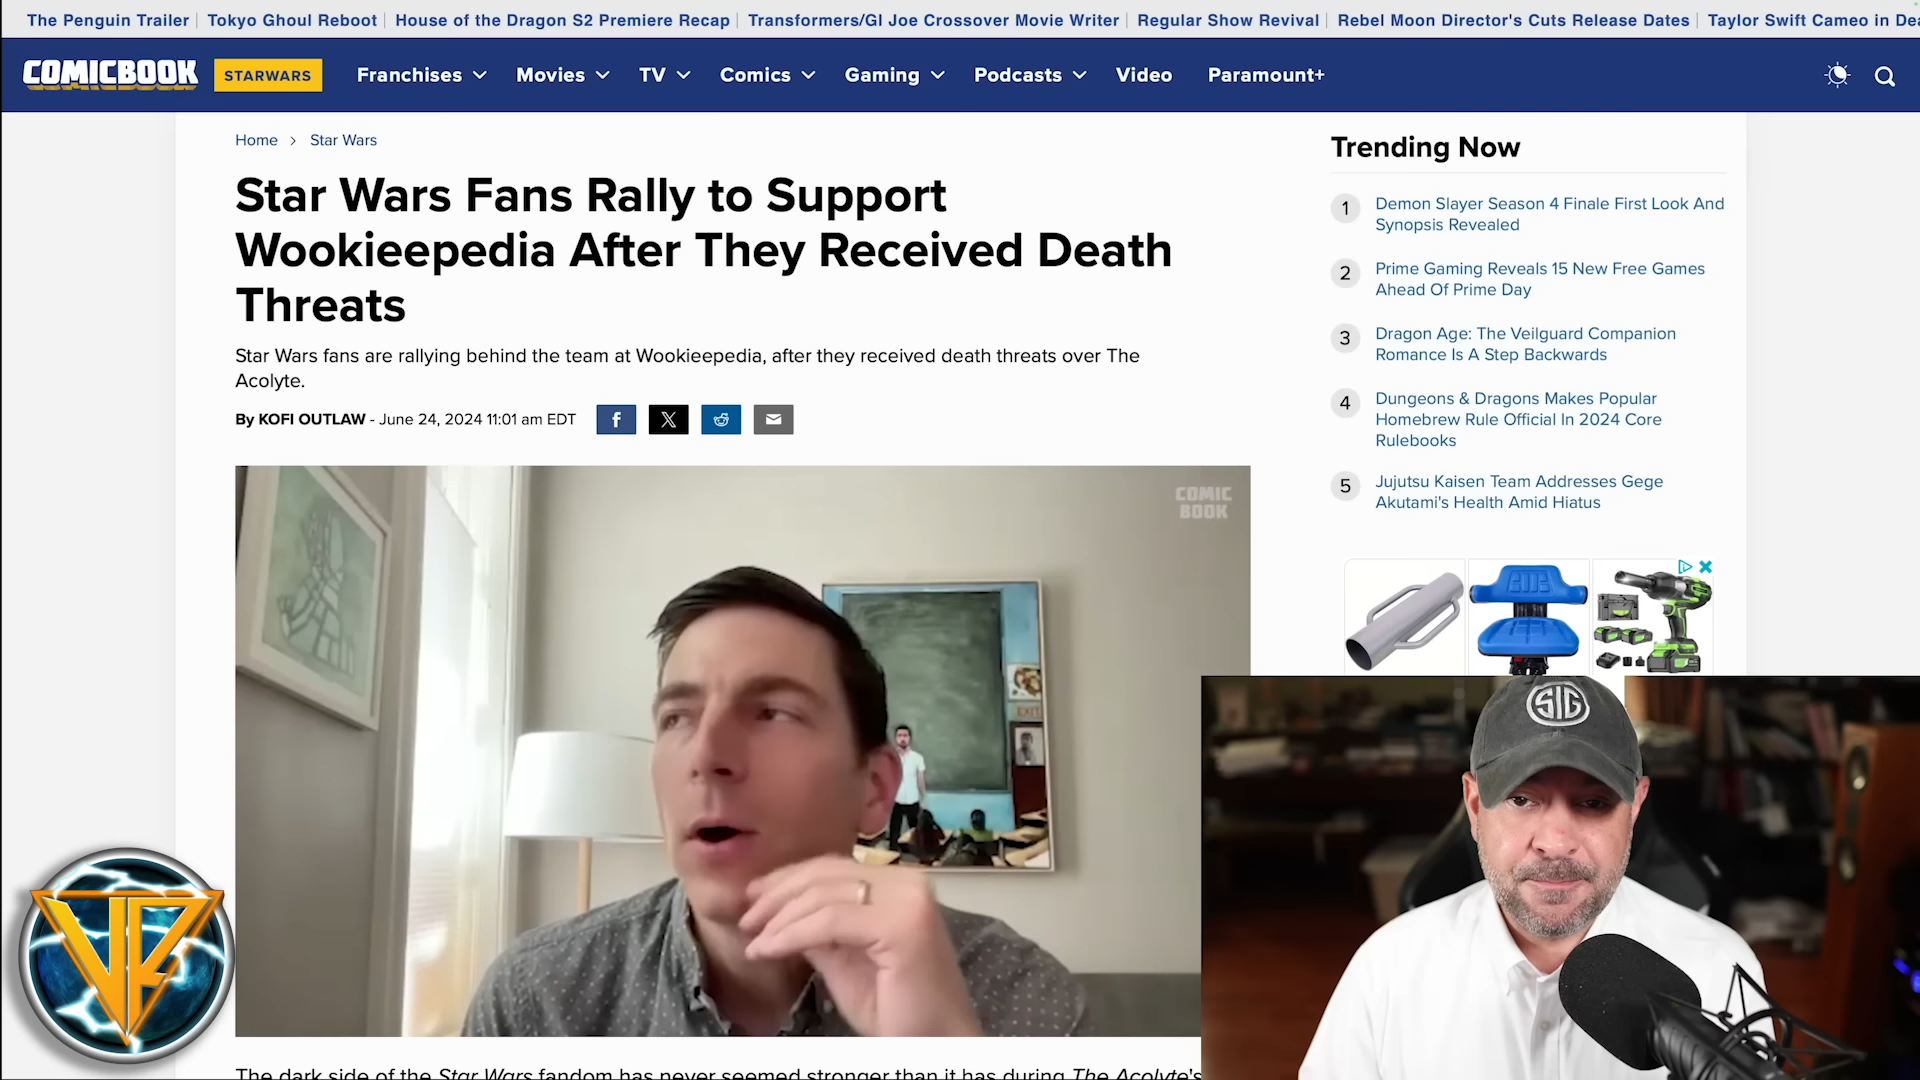 The Penguin Trailer
Tokyo Ghoul Reboot
House of the Dragon S2 Premiere Recap
Transformers/GI Joe Crossover Movie Writer
Regular Show Revival
Rebel Moon Director's Cuts Release Dates
Taylor Swift Cameo in
COMICBOOK
STARWARS
Franchises
Movies
TV
Comics
Gaming
Podcasts
Video
Paramount+
Home > Star Wars
Star Wars Fans Rally to Support
Wookieepedia After They Received Death
Threats
Star Wars fans are rallying behind the team at Wookieepedia, after they received death threats over The
Acolyte.
By KOFI OUTLAW - June 24, 2024 11:01 am EDT
COMIC
BOOK
EXIT
The dark side of the Star Wars fandom has never seemed stronger than it has during The Acolyte's
Trending Now
1
Demon Slayer Season 4 Finale First Look And
Synopsis Revealed
2
Prime Gaming Reveals 15 New Free Games
Ahead Of Prime Day
3
Dragon Age: The Veilguard Companion
Romance Is A Step Backwards
4
Dungeons & Dragons Makes Popular
Homebrew Rule Official In 2024 Core
Rulebooks
5
Jujutsu Kaisen Team Addresses Gege
Akutami's Health Amid Hiatus
SIG